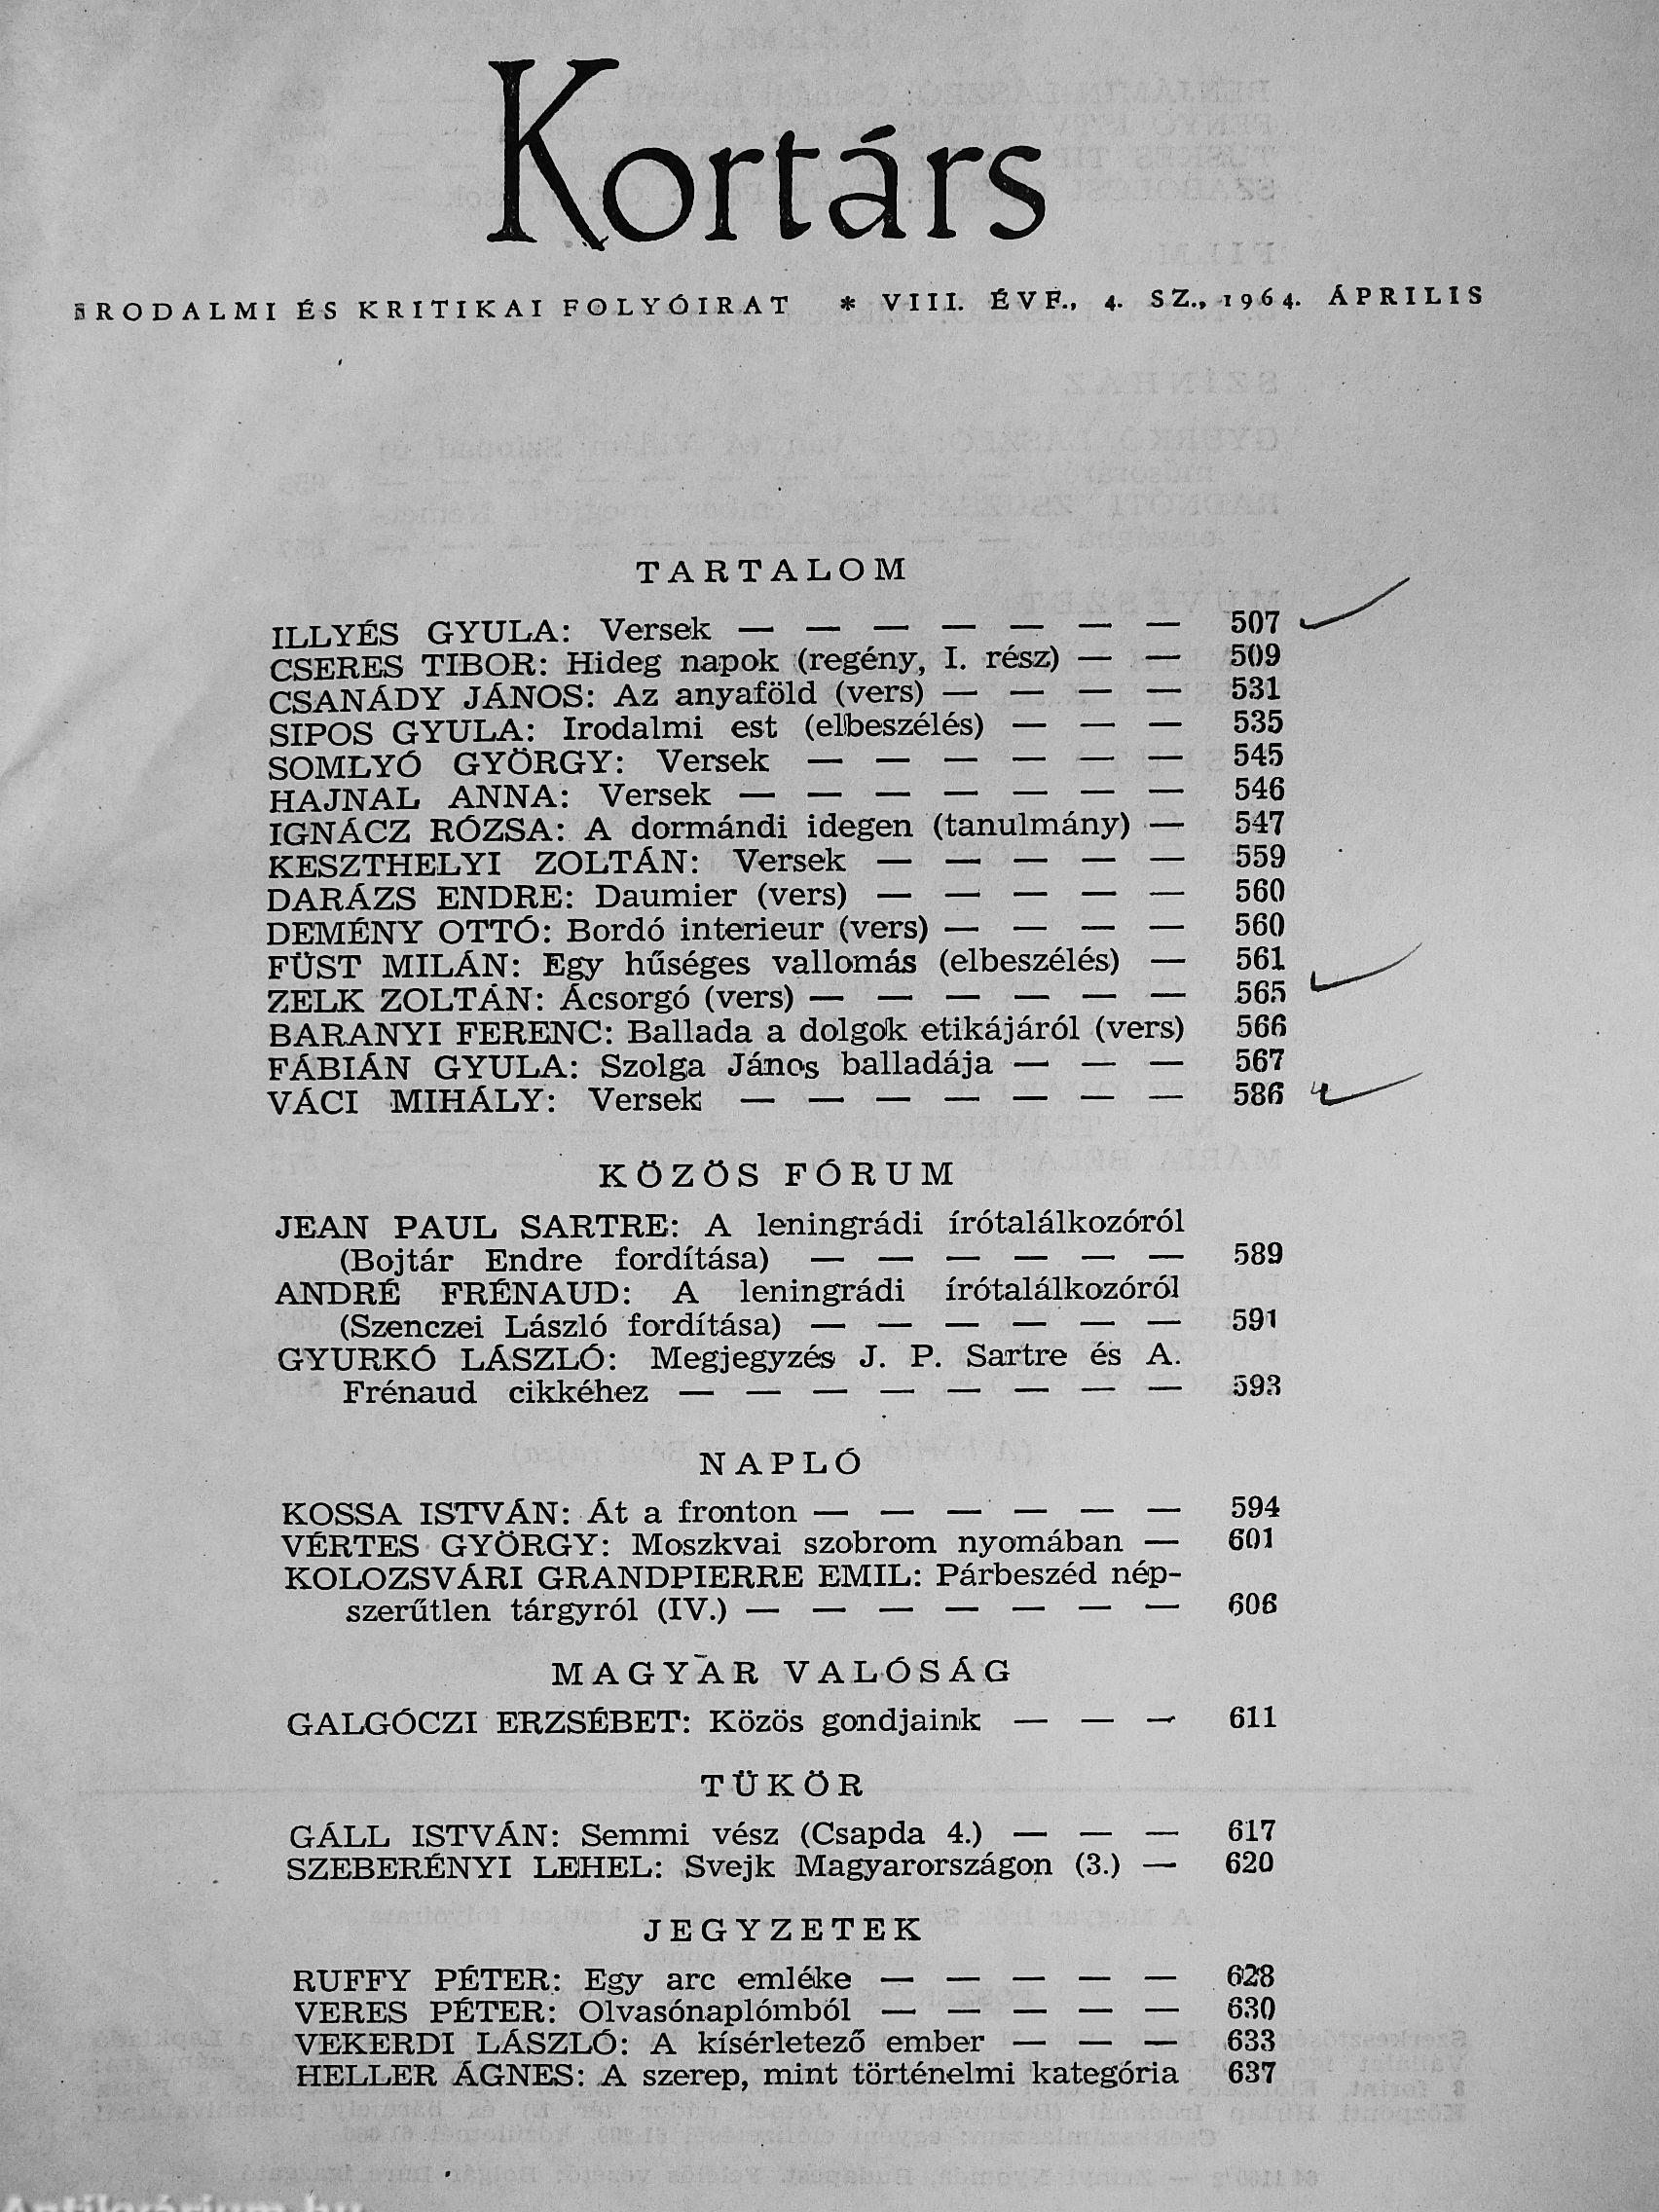 Kortárs
IRODALMI ÉS KRITIKAI FOLYÓIRAT * VIII. ÉVF., 4. SZ., 1964. ÁPRILIS
TARTALOM
ILLYÉS GYULA: Versek — — — — — — — 507
CSERES TIBOR: Hideg napok (regény, I. rész) — — 509
CSANÁDY JÁNOS: Az anyaföld (vers) — — — — 531
SIPOS GYULA: Irodalmi est (elbeszélés) — — — 535
SOMLYÓ GYÖRGY: Versek — — — — — — 545
HAJNAL ANNA: Versek — — — — — — — 546
IGNÁCZ RÓZSA: A dormándi idegen (tanulmány) — 547
KESZTHELYI ZOLTÁN: Versek — — — — — 559
DARÁZS ENDRE: Daumier (vers) — — — — — 560
DEMÉNY OTTÓ: Bordó interieur (vers) — — — — 560
FÜST MILÁN: Egy hűséges vallomás (elbeszélés) — 561
ZELK ZOLTÁN: Ácsorgó (vers) — — — — — — 565
BARANYI FERENC: Ballada a dolgok etikájáról (vers) 566
FÁBIÁN GYULA: Szolga János balladája — — — 567
VÁCI MIHÁLY: Versek — — — — — — — 586
KÖZÖS FÓRUM
JEAN PAUL SARTRE: A leningrádi írótalálkozóról
(Bojtár Endre fordítása) — — — — — — 589
ANDRÉ FRÉNAUD: A leningrádi írótalálkozóról
(Szenczei László fordítása) — — — — — — 591
GYURKÓ LÁSZLÓ: Megjegyzés J. P. Sartre és A.
Frénaud cikkéhez — — — — — — — — 593
NAPLÓ
KOSSA ISTVÁN: Át a fronton — — — — — — 594
VÉRTES GYÖRGY: Moszkvai szobrom nyomában — 601
KOLOZSVÁRI GRANDPIERRE EMIL: Párbeszéd nép-
szerűtlen tárgyról (IV.) — — — — — — — 606
MAGYAR VALÓSÁG
GALGÓCZI ERZSÉBET: Közös gondjaink — — — 611
TÜKÖR
GÁLL ISTVÁN: Semmi vész (Csapda 4.) — — — 617
SZEBERÉNYI LEHEL: Svejk Magyarországon (3.) — 620
JEGYZETEK
RUFFY PÉTER: Egy arc emléke — — — — — 628
VERES PÉTER: Olvasónaplómból — — — — — 630
VEKERDI LÁSZLÓ: A kísérletező ember — — — 633
HELLER ÁGNES: A szerep, mint történelmi kategória 637
Antikvárium.hu